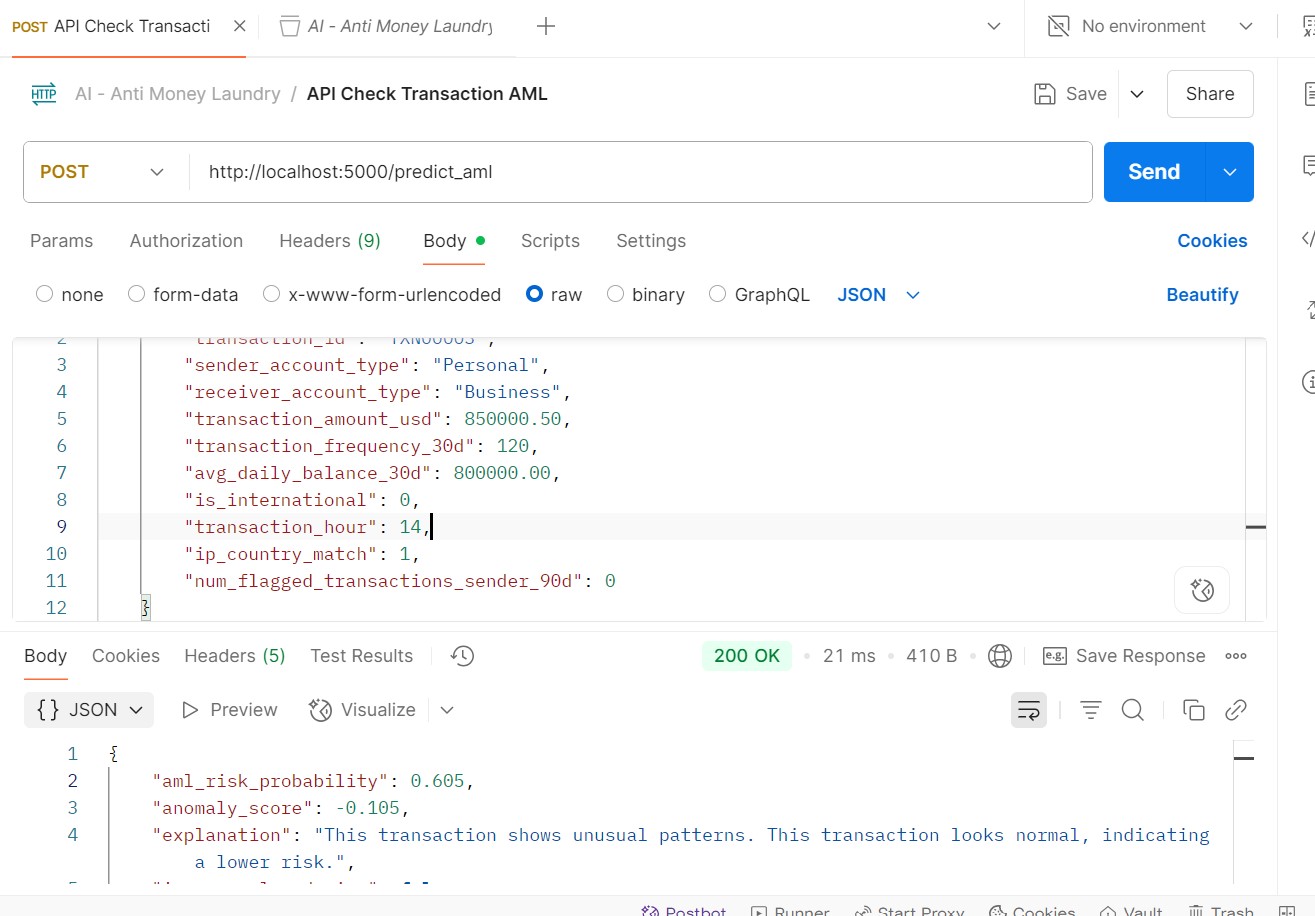 POST API Check Transacti
AI - Anti Money Laundry
No environment
HTTP AI - Anti Money Laundry / API Check Transaction AML
Save
Share
POST
http://localhost:5000/predict_aml
Send
Params Authorization Headers (9) Body Scripts Settings Cookies
none form-data x-www-form-urlencoded raw binary GraphQL JSON Beautify
2 "transaction_id": "TXN00003",
3 "sender_account_type": "Personal",
4 "receiver_account_type": "Business",
5 "transaction_amount_usd": 850000.50,
6 "transaction_frequency_30d": 120,
7 "avg_daily_balance_30d": 800000.00,
8 "is_international": 0,
9 "transaction_hour": 14,
10 "ip_country_match": 1,
11 "num_flagged_transactions_sender_90d": 0
12 }
Body Cookies Headers (5) Test Results 200 OK • 21 ms • 410 B • e.g. Save Response
{} JSON Preview Visualize
1 {
2 "aml_risk_probability": 0.605,
3 "anomaly_score": -0.105,
4 "explanation": "This transaction shows unusual patterns. This transaction looks normal, indicating
a lower risk.",
Postbot Runner Start Proxy Cookies Vault Trash